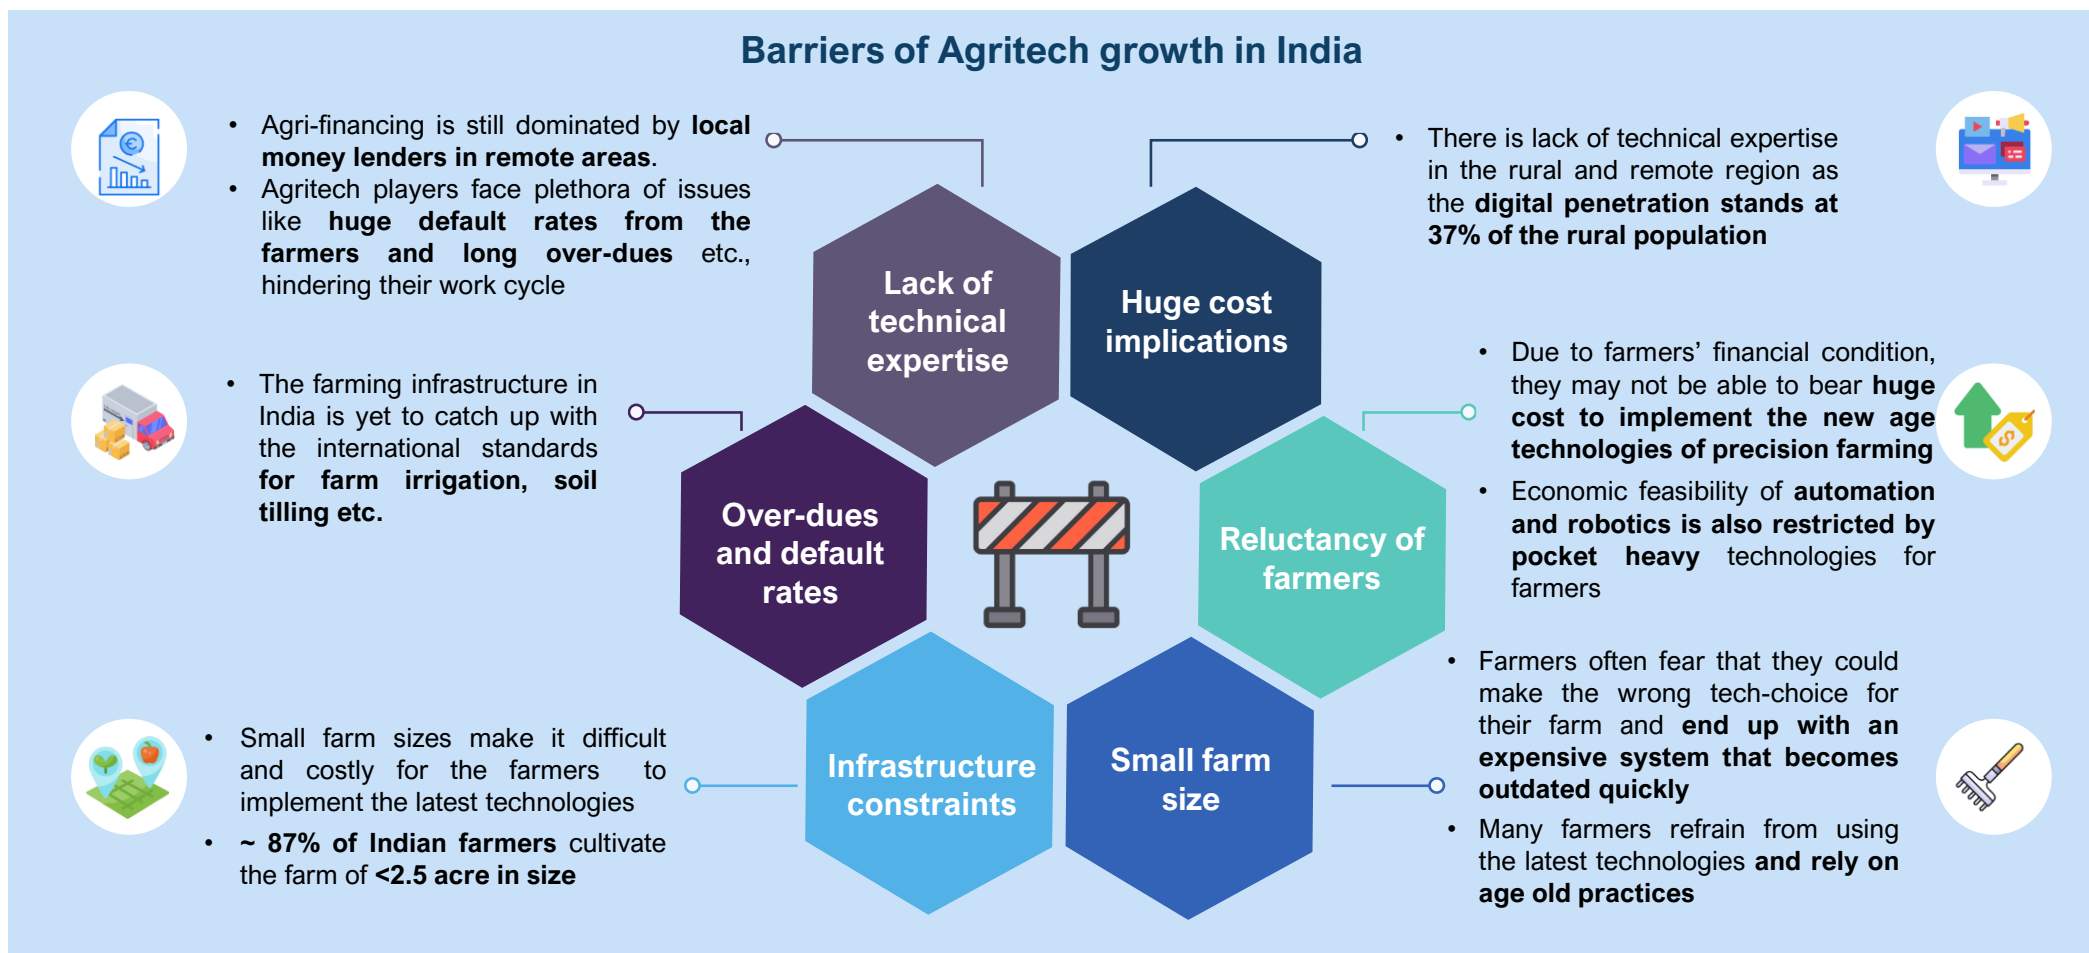 Barriers of Agritech growth in India
• Agri-financing is still dominated by local
money lenders in remote areas.
• Agritech players face plethora of issues
like huge default rates from the
farmers and long over-dues etc.,
hindering their work cycle
• The farming infrastructure in
India is yet to catch up with
the international standards
for farm irrigation, soil
tilling etc.
• Small farm sizes make it difficult
and costly for the farmers to
implement the latest technologies
• ~ 87% of Indian farmers cultivate
the farm of <2.5 acre in size
Lack of
technical
expertise
Huge cost
implications
Over-dues
and default
rates
Reluctancy of
farmers
Infrastructure
constraints
Small farm
size
• There is lack of technical expertise
in the rural and remote region as
the digital penetration stands at
37% of the rural population
• Due to farmers’ financial condition,
they may not be able to bear huge
cost to implement the new age
technologies of precision farming
• Economic feasibility of automation
and robotics is also restricted by
pocket heavy technologies for
farmers
• Farmers often fear that they could
make the wrong tech-choice for
their farm and end up with an
expensive system that becomes
outdated quickly
• Many farmers refrain from using
the latest technologies and rely on
age old practices